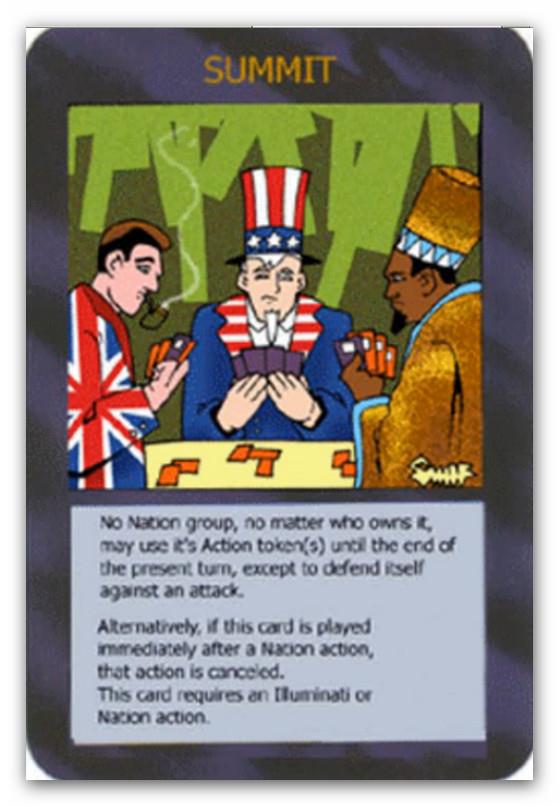 SUMMIT
No Nation group, no matter who owns it,
may use it's Action token(s) until the end of
the present turn, except to defend itself
against an attack.
Alternatively, if this card is played
immediately after a Nation action,
that action is canceled.
This card requires an Illuminati or
Nation action.